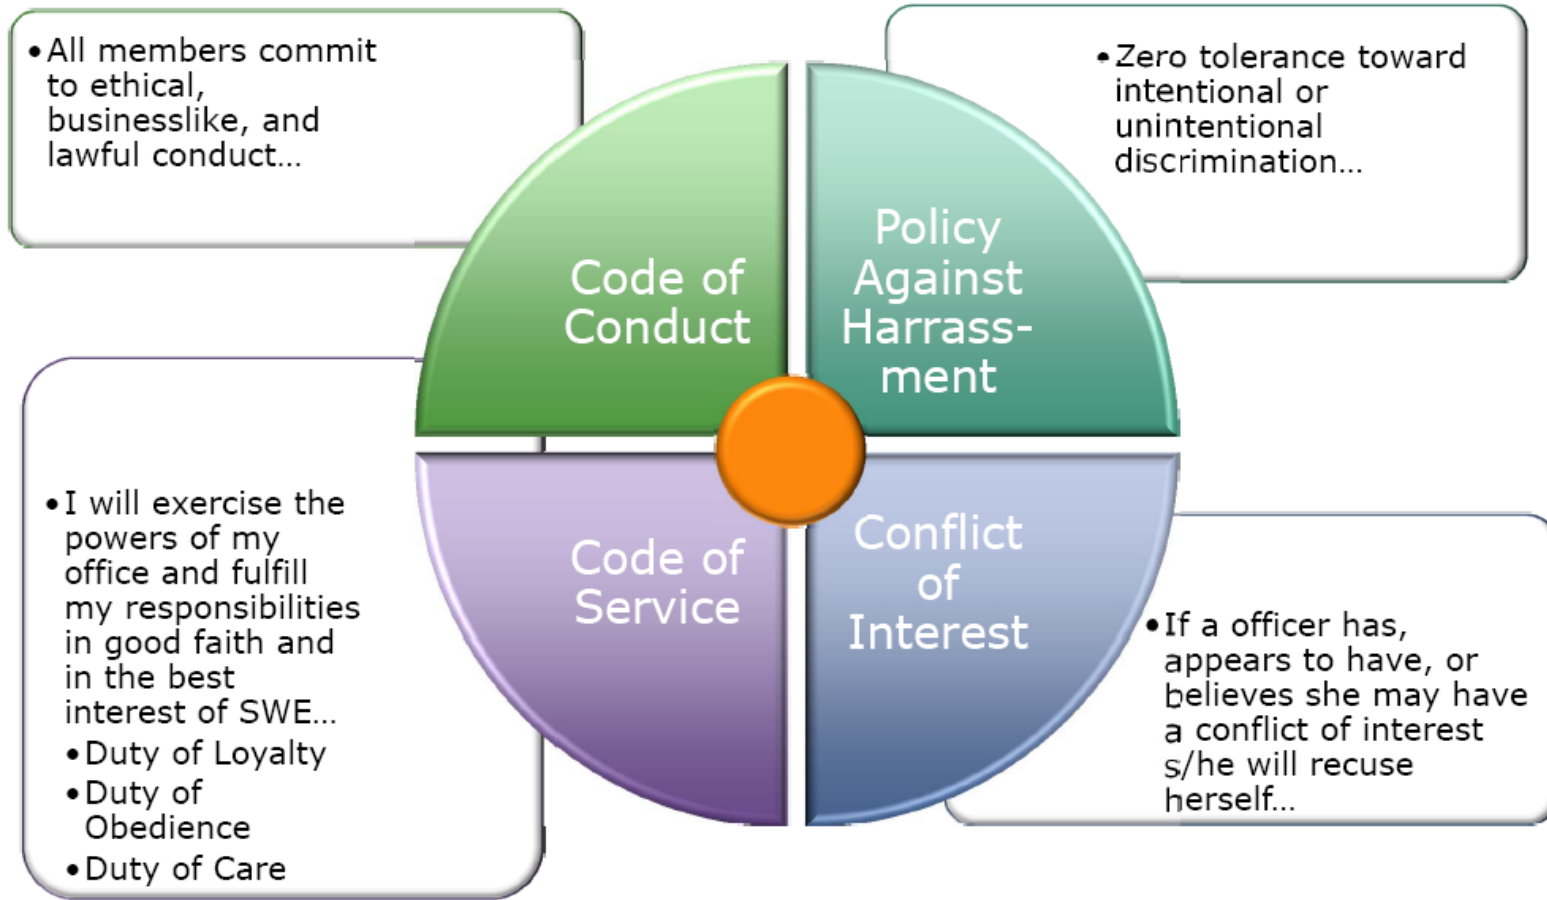 •All members commit
to ethical,
businesslike, and
lawful conduct...
•Zero tolerance toward
intentional or
unintentional
discrimination...
Code of
Conduct
Policy
Against
Harrass-
ment
•I will exercise the
powers of my
office and fulfill
my responsibilities
in good faith and
in the best
interest of SWE...
•Duty of Loyalty
•Duty of
Obedience
•Duty of Care
Code of
Service
Conflict
of
Interest
•If a officer has,
appears to have, or
believes she may have
a conflict of interest
s/he will recuse
herself...